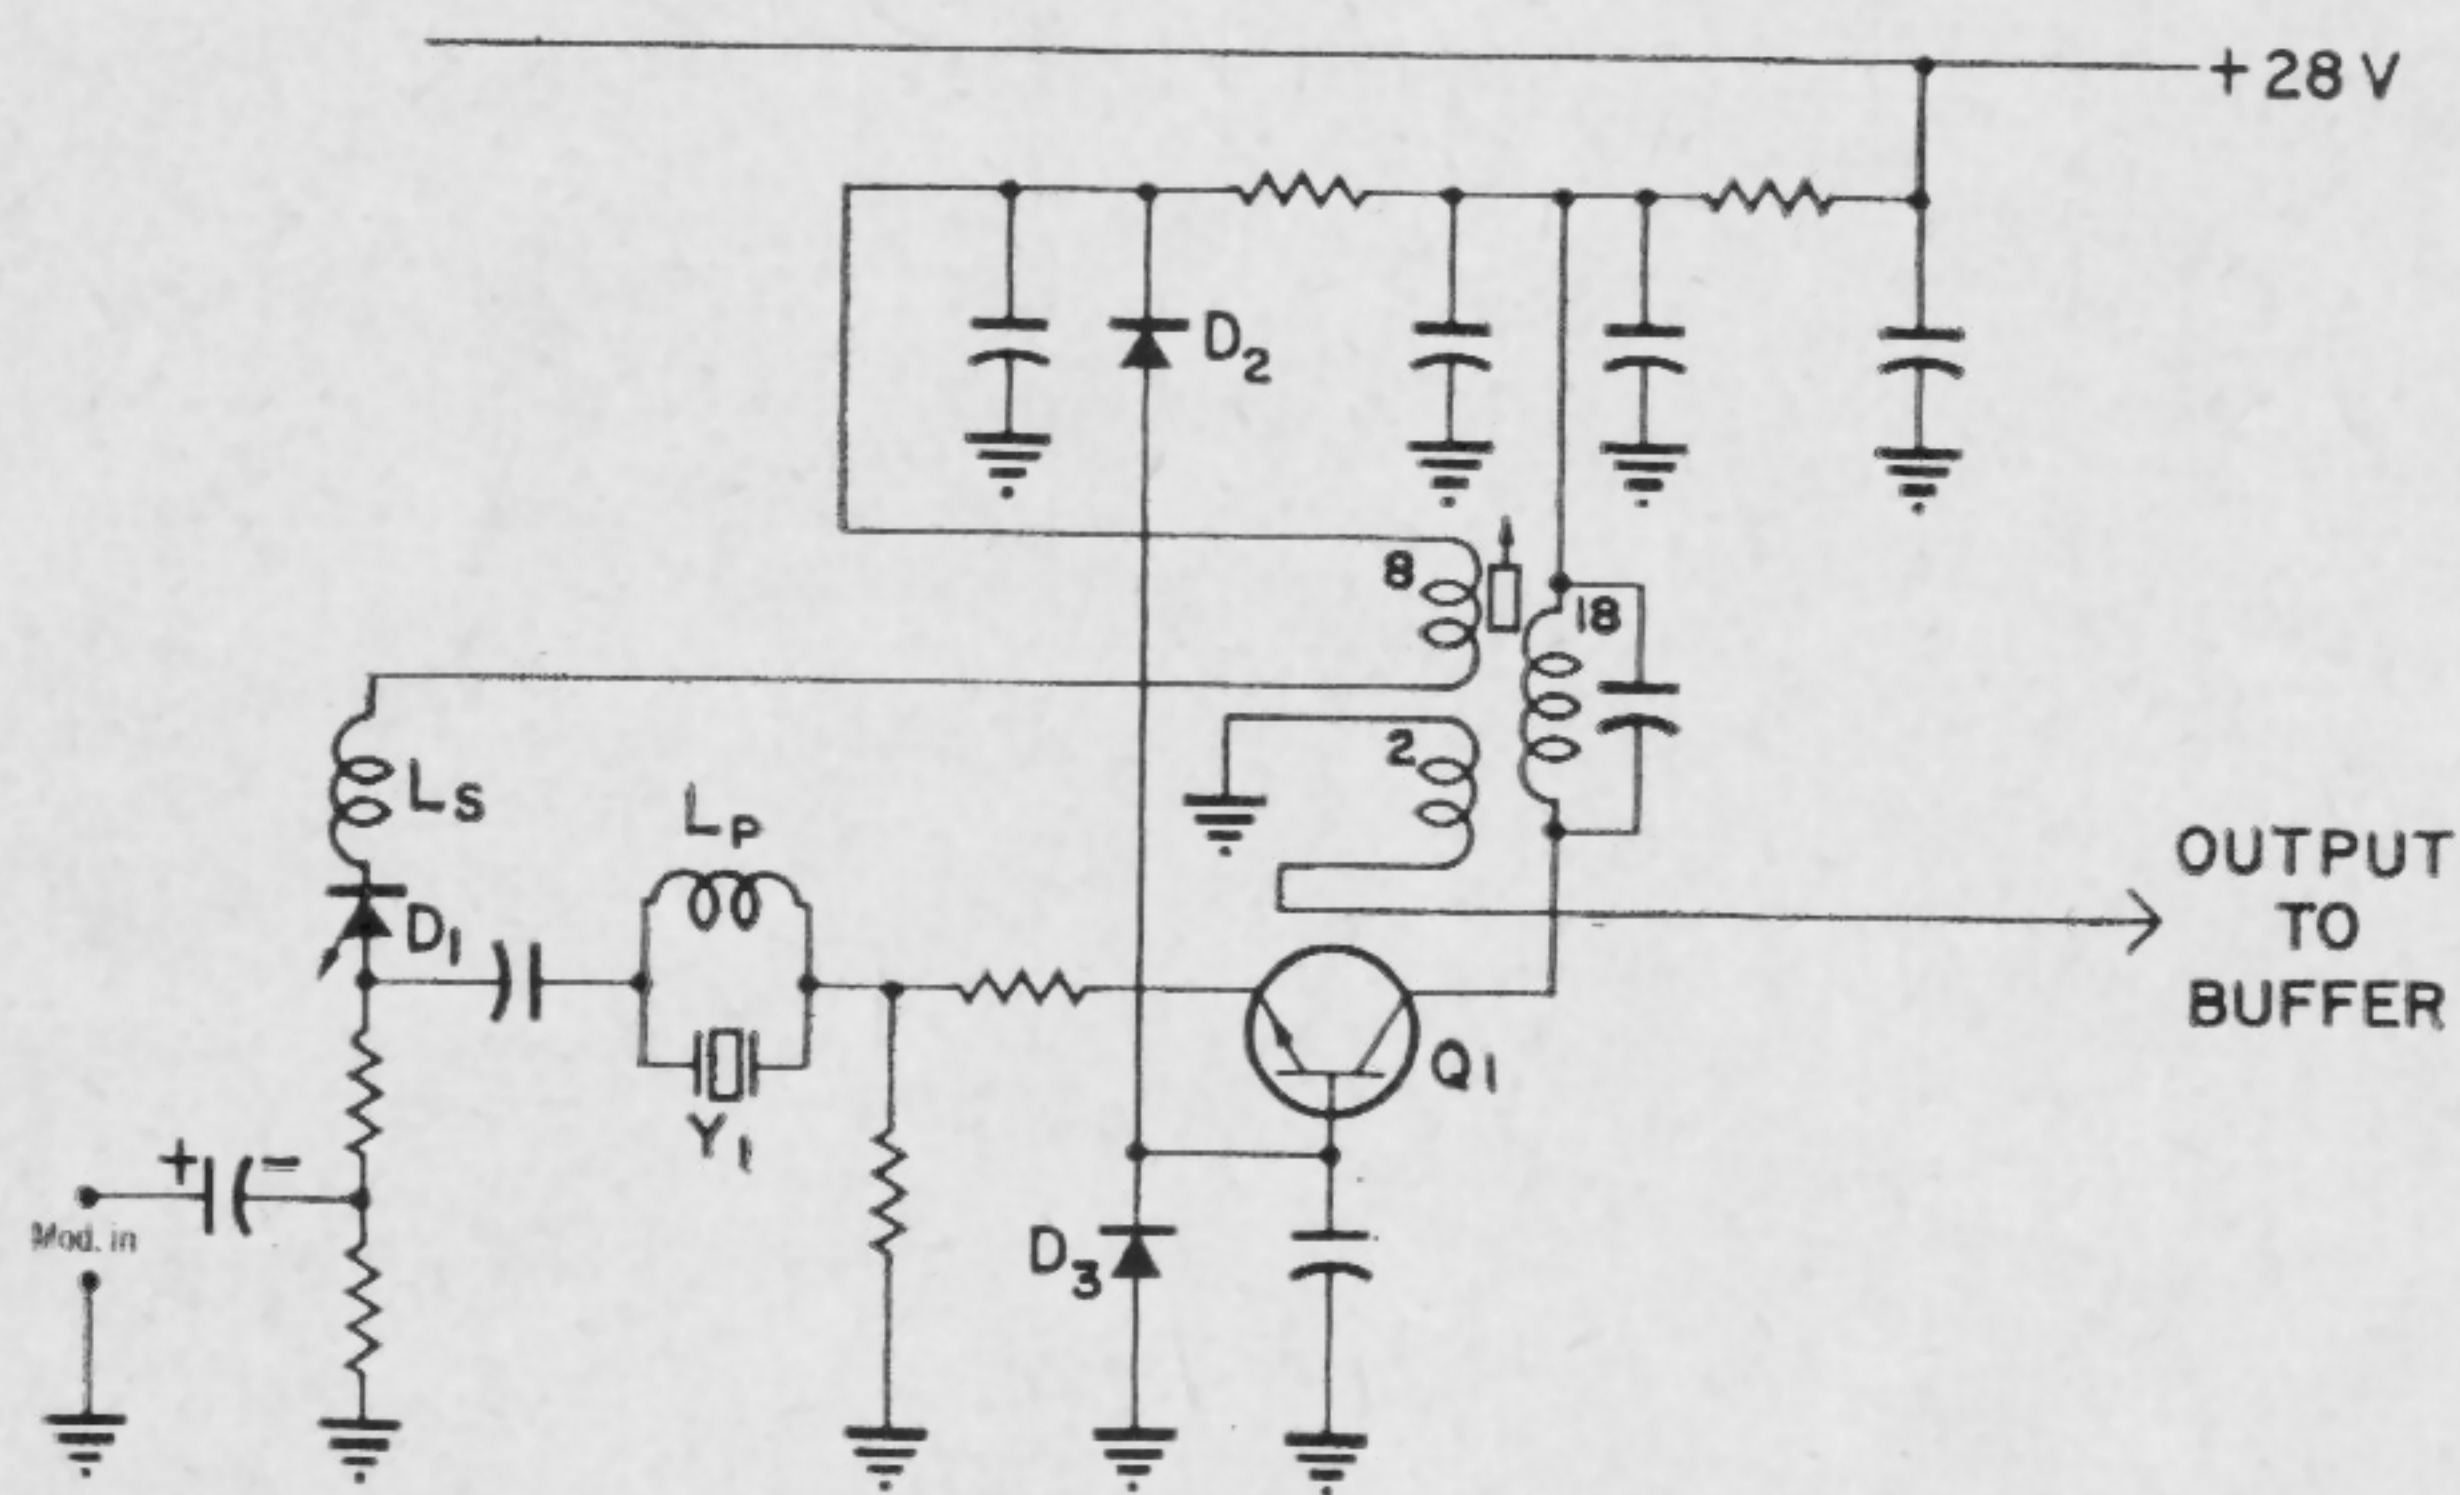 +28 V
D2
8
18
2
LS
LP
D1
OUTPUT
TO
BUFFER
Q1
Y1
+ -
Mod. in
D3